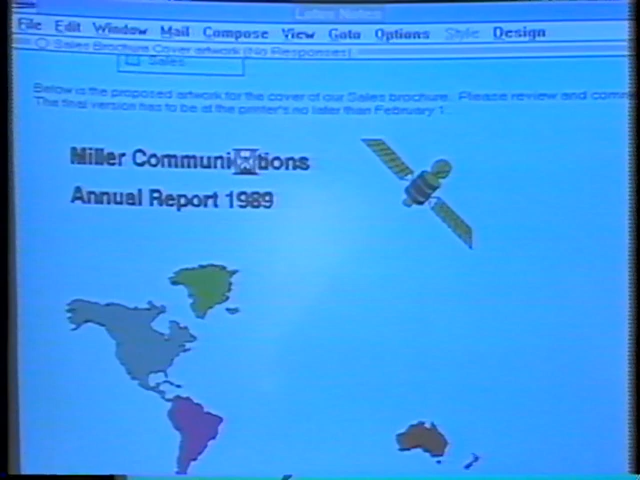 Lotus Notes
File Edit Window Mail Compose View Goto Options Style Design
Sales Brochure Cover artwork (No Responses)
Sales
Below is the proposed artwork for the cover of our Sales brochure. Please review and
The final version has to be at the printer's no later than February 1.
Miller Communi tions
Annual Report 1989